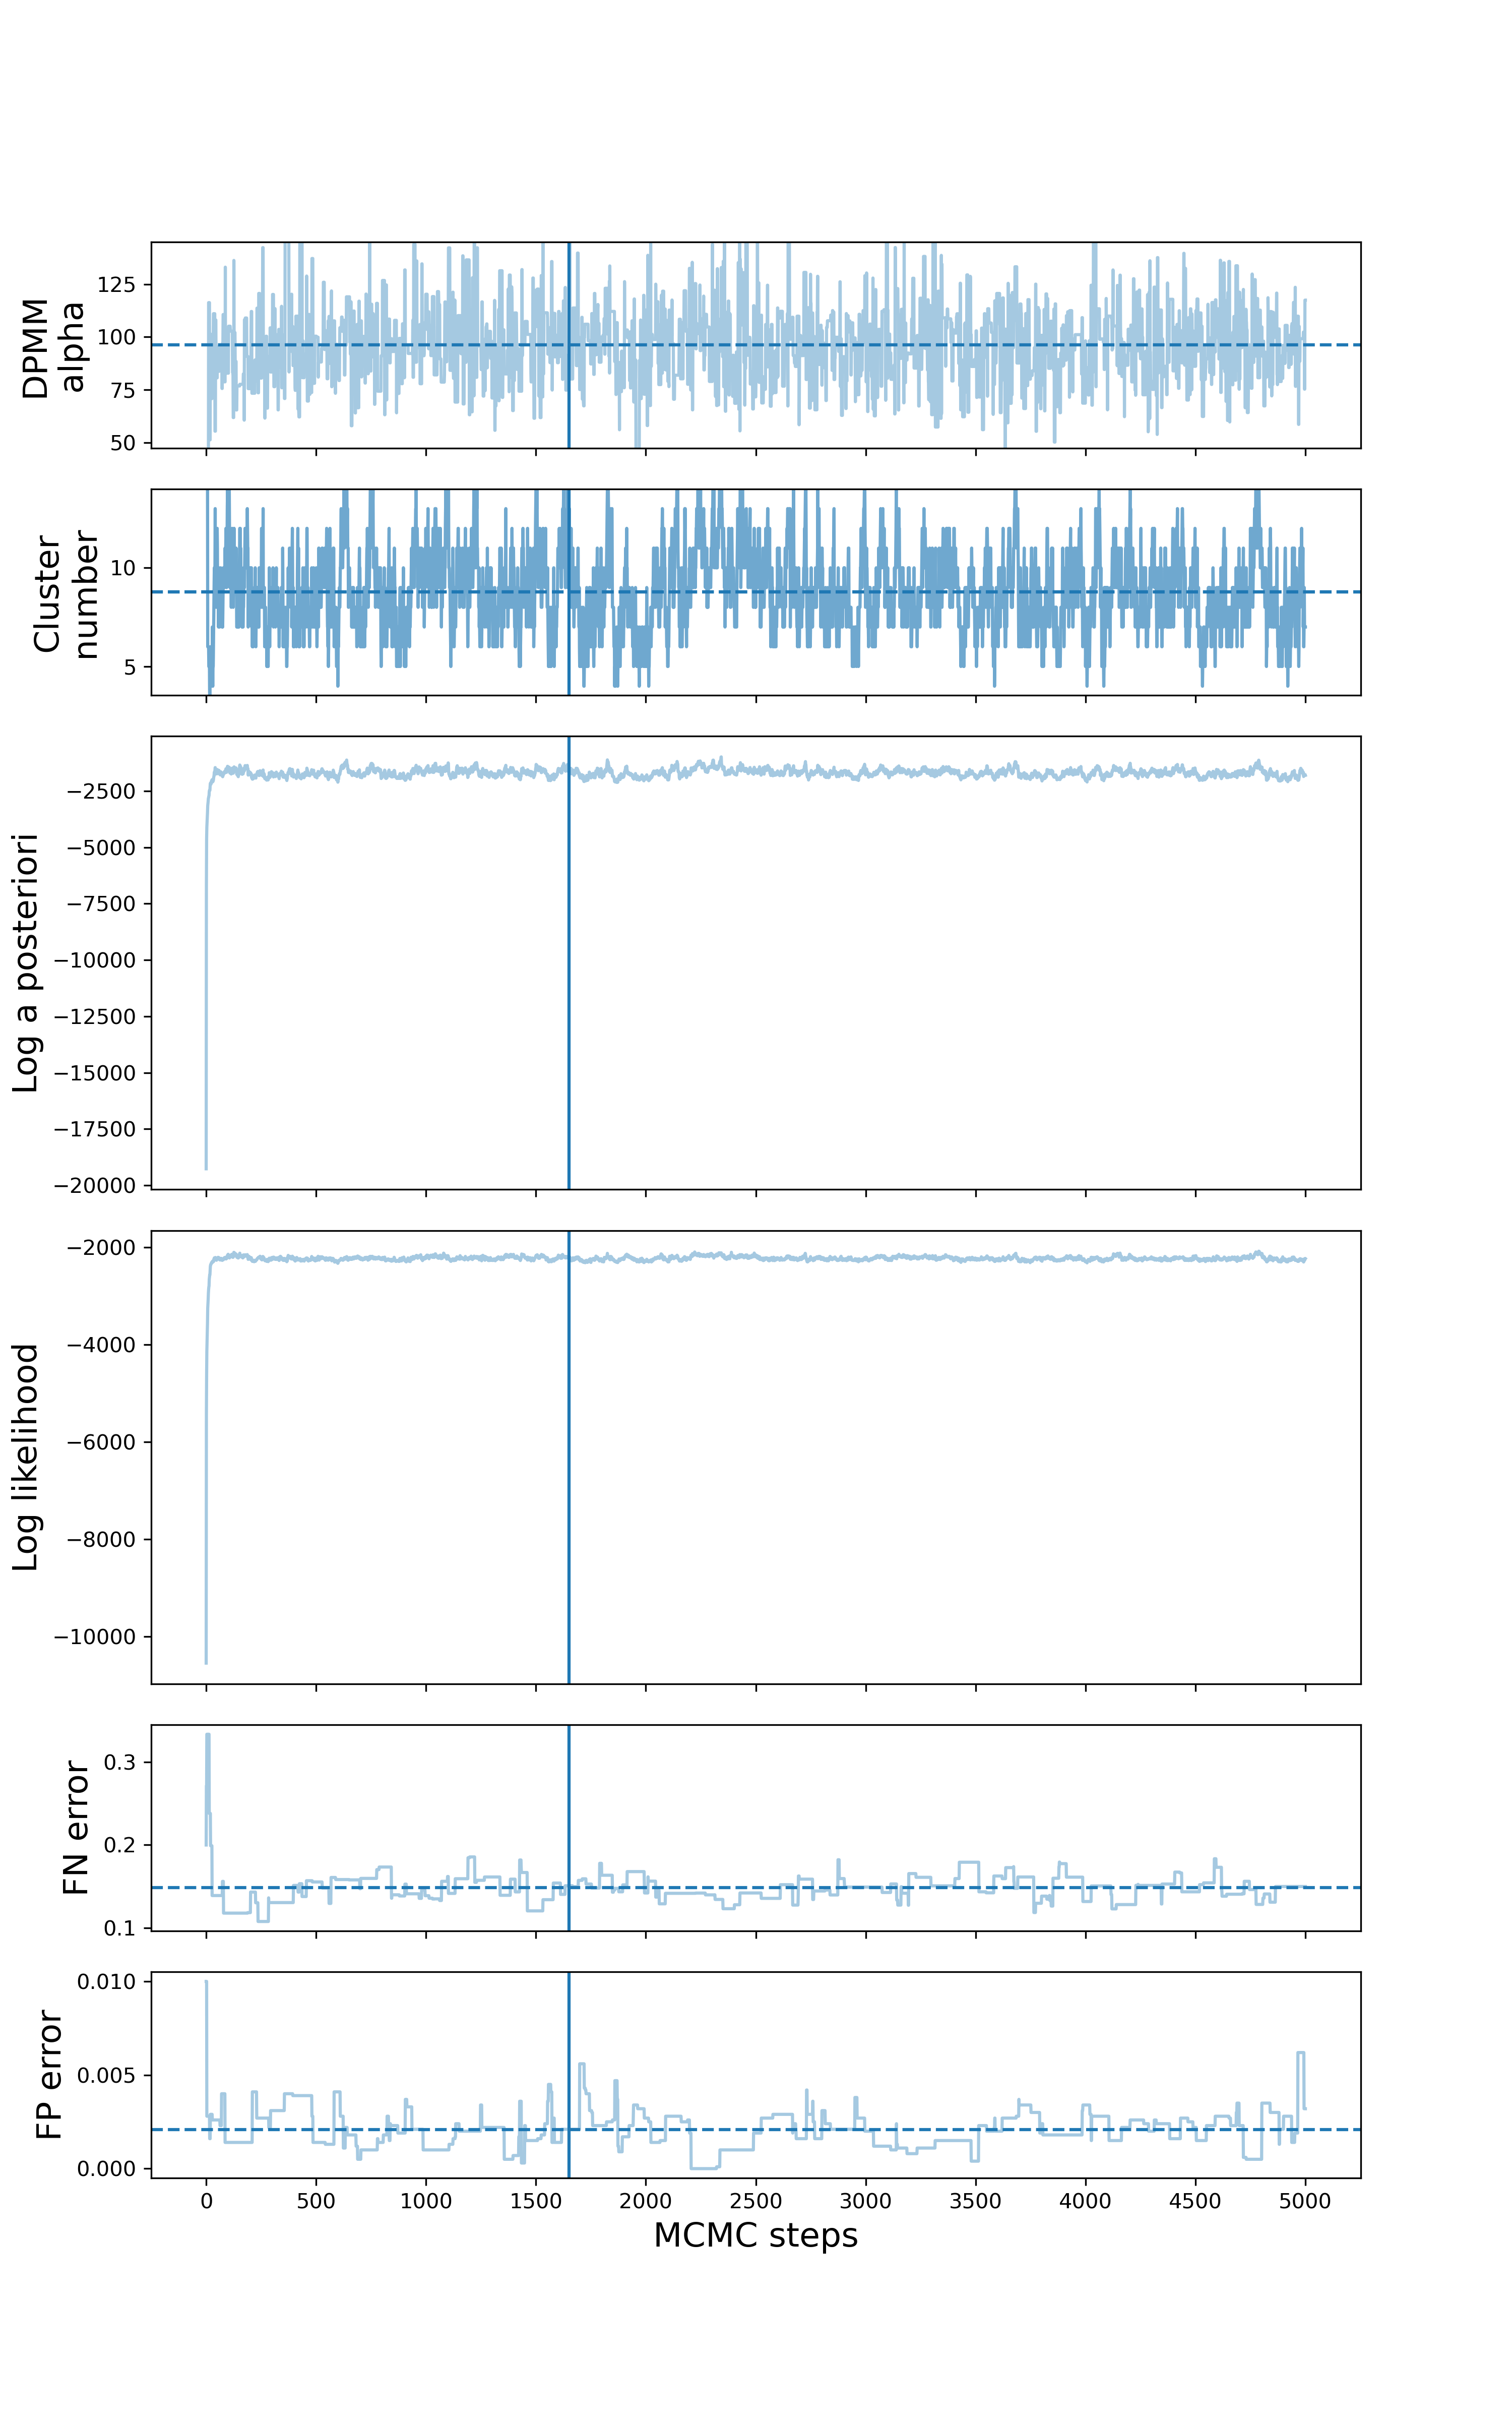 DPMM
alpha
125
100
75
50
Cluster
number
10
5
Log a posteriori
−2500
−5000
−7500
−10000
−12500
−15000
−17500
−20000
Log likelihood
−2000
−4000
−6000
−8000
−10000
FN error
0.3
0.2
0.1
FP error
0.010
0.005
0.000
0 500 1000 1500 2000 2500 3000 3500 4000 4500 5000
MCMC steps